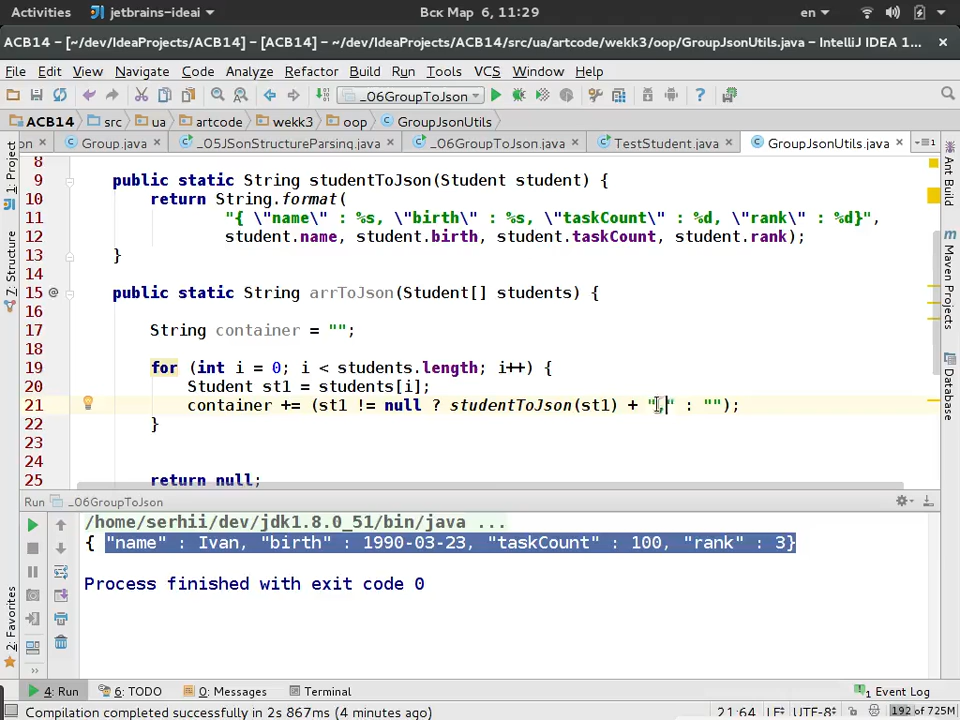 Activities jetbrains-ideai Вск Мар 6, 11:29 en
ACB14 – [~/dev/IdeaProjects/ACB14] – [ACB14] – ~/dev/IdeaProjects/ACB14/src/ua/artcode/wekk3/oop/GroupJsonUtils.java – IntelliJ IDEA 1...
File Edit View Navigate Code Analyze Refactor Build Run Tools VCS Window Help
_06GroupToJson
ACB14 src ua artcode wekk3 oop GroupJsonUtils
on Group.java _05JSonStructureParsing.java _06GroupToJson.java TestStudent.java GroupJsonUtils.java
8
9 public static String studentToJson(Student student) {
10 return String.format(
11 "{ \"name\" : %s, \"birth\" : %s, \"taskCount\" : %d, \"rank\" : %d}",
12 student.name, student.birth, student.taskCount, student.rank);
13 }
14
15 public static String arrToJson(Student[] students) {
16
17 String container = "";
18
19 for (int i = 0; i < students.length; i++) {
20 Student st1 = students[i];
21 container += (st1 != null ? studentToJson(st1) + "," : "");
22 }
23
24
25 return null;
1: Project
7: Structure
2: Favorites
Ant Build
Maven Projects
Database
Run _06GroupToJson
/home/serhii/dev/jdk1.8.0_51/bin/java ...
{ "name" : Ivan, "birth" : 1990-03-23, "taskCount" : 100, "rank" : 3}
Process finished with exit code 0
4: Run 6: TODO 0: Messages Terminal 1 Event Log
Compilation completed successfully in 2s 867ms (4 minutes ago) 21:64 LF UTF-8 192 of 725M